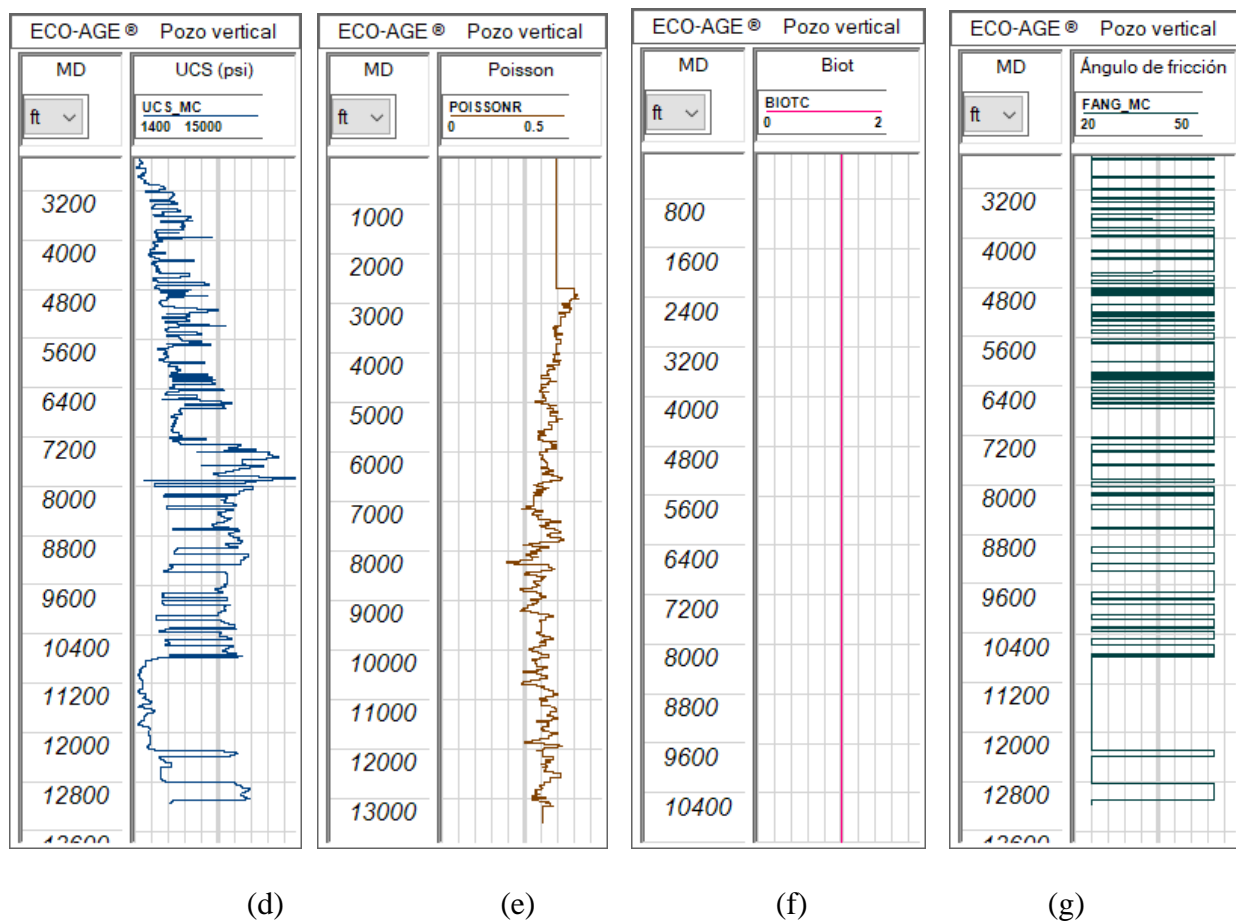 ECO-AGE ® Pozo vertical
MD UCS (psi)
ft
UCS_MC
1400 15000
3200
4000
4800
5600
6400
7200
8000
8800
9600
10400
11200
12000
12800
13600
(d)
ECO-AGE ® Pozo vertical
MD Poisson
ft
POISSONR
0 0.5
1000
2000
3000
4000
5000
6000
7000
8000
9000
10000
11000
12000
13000
(e)
ECO-AGE ® Pozo vertical
MD Biot
ft
BIOTC
0 2
800
1600
2400
3200
4000
4800
5600
6400
7200
8000
8800
9600
10400
(f)
ECO-AGE ® Pozo vertical
MD Ángulo de fricción
ft
FANG_MC
20 50
3200
4000
4800
5600
6400
7200
8000
8800
9600
10400
11200
12000
12800
13600
(g)